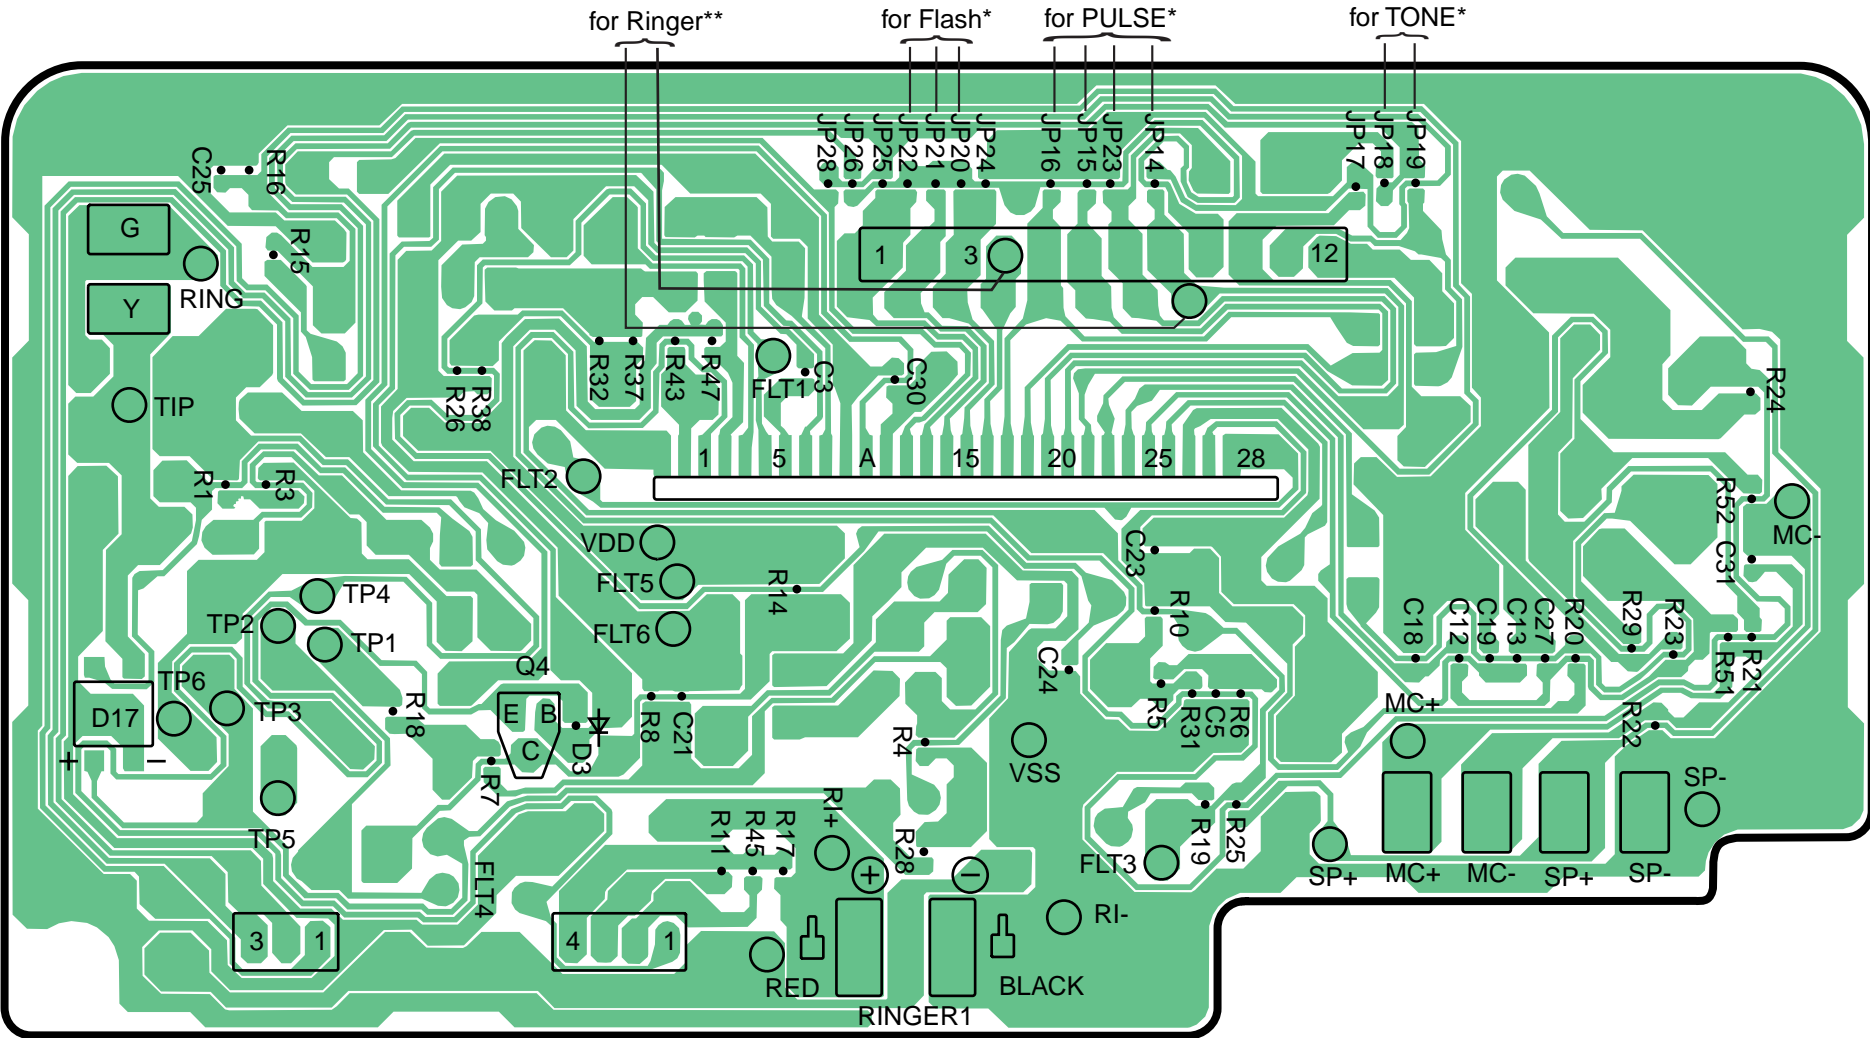 for Ringer**
for Flash*
for PULSE*
for TONE*
JP28
JP26
JP25
JP22
JP21
JP20
JP24
JP16
JP15
JP23
JP14
JP17
JP18
JP19
C25
R16
G
R15
RING
Y
1
3
12
TIP
R26
R38
R32
R37
R43
R47
FLT1
C3
C30
R24
R1
R3
FLT2
1
5
A
15
20
25
28
R52
MC-
VDD
FLT5
R14
FLT6
C23
C31
TP4
TP2
TP1
R10
C18
C12
C19
C13
C27
R20
R29
R23
R51
R21
Q4
TP6
TP3
D17
+
−
R18
E
B
C
D3
R8
C21
C24
R5
R31
C5
R6
MC+
R22
R4
VSS
R7
SP-
TP5
RI+
R11
R45
R17
R28
FLT3
R19
R25
SP+
MC+
MC-
SP+
SP-
FLT4
+
−
RI-
3
1
4
1
RED
BLACK
RINGER1